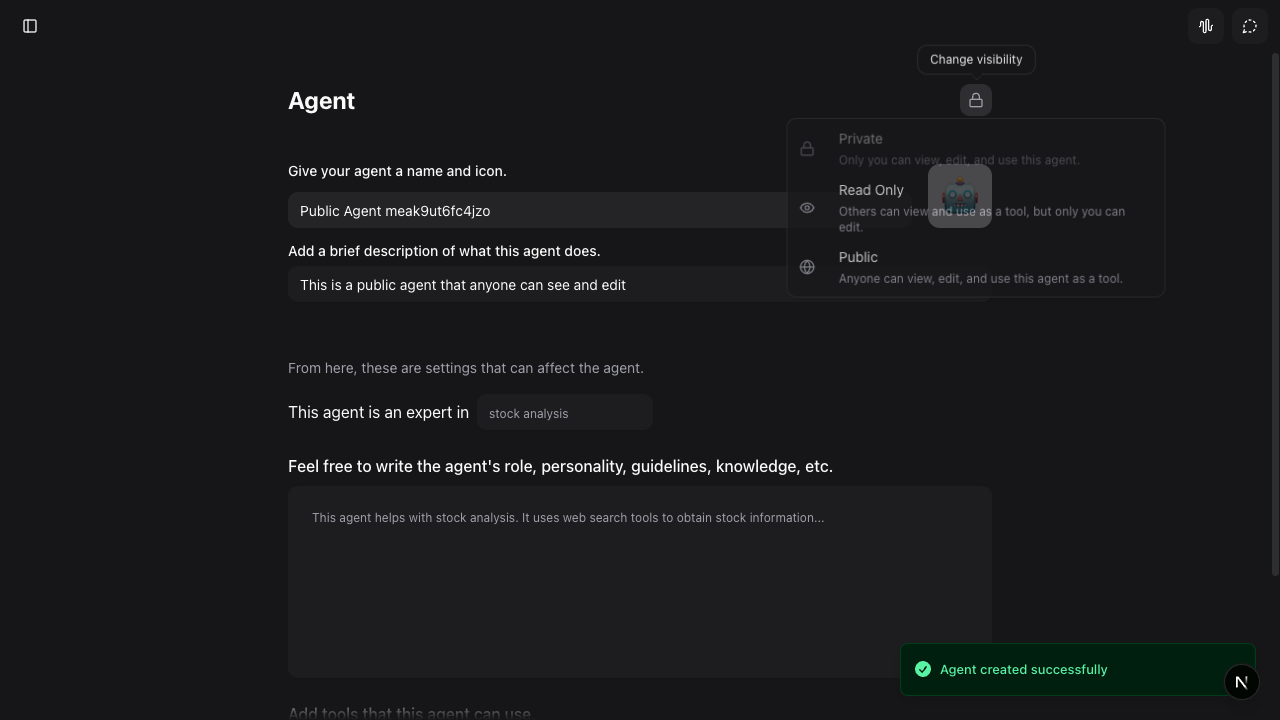 Change visibility
Agent
Private
Only you can view, edit, and use this agent.
Give your agent a name and icon.
Read Only
Others can view and use as a tool, but only you can
edit.
Public Agent meak9ut6fc4jzo
Add a brief description of what this agent does.
Public
Anyone can view, edit, and use this agent as a tool.
This is a public agent that anyone can see and edit
From here, these are settings that can affect the agent.
This agent is an expert in stock analysis
Feel free to write the agent's role, personality, guidelines, knowledge, etc.
This agent helps with stock analysis. It uses web search tools to obtain stock information...
Agent created successfully
N
Add tools that this agent can use